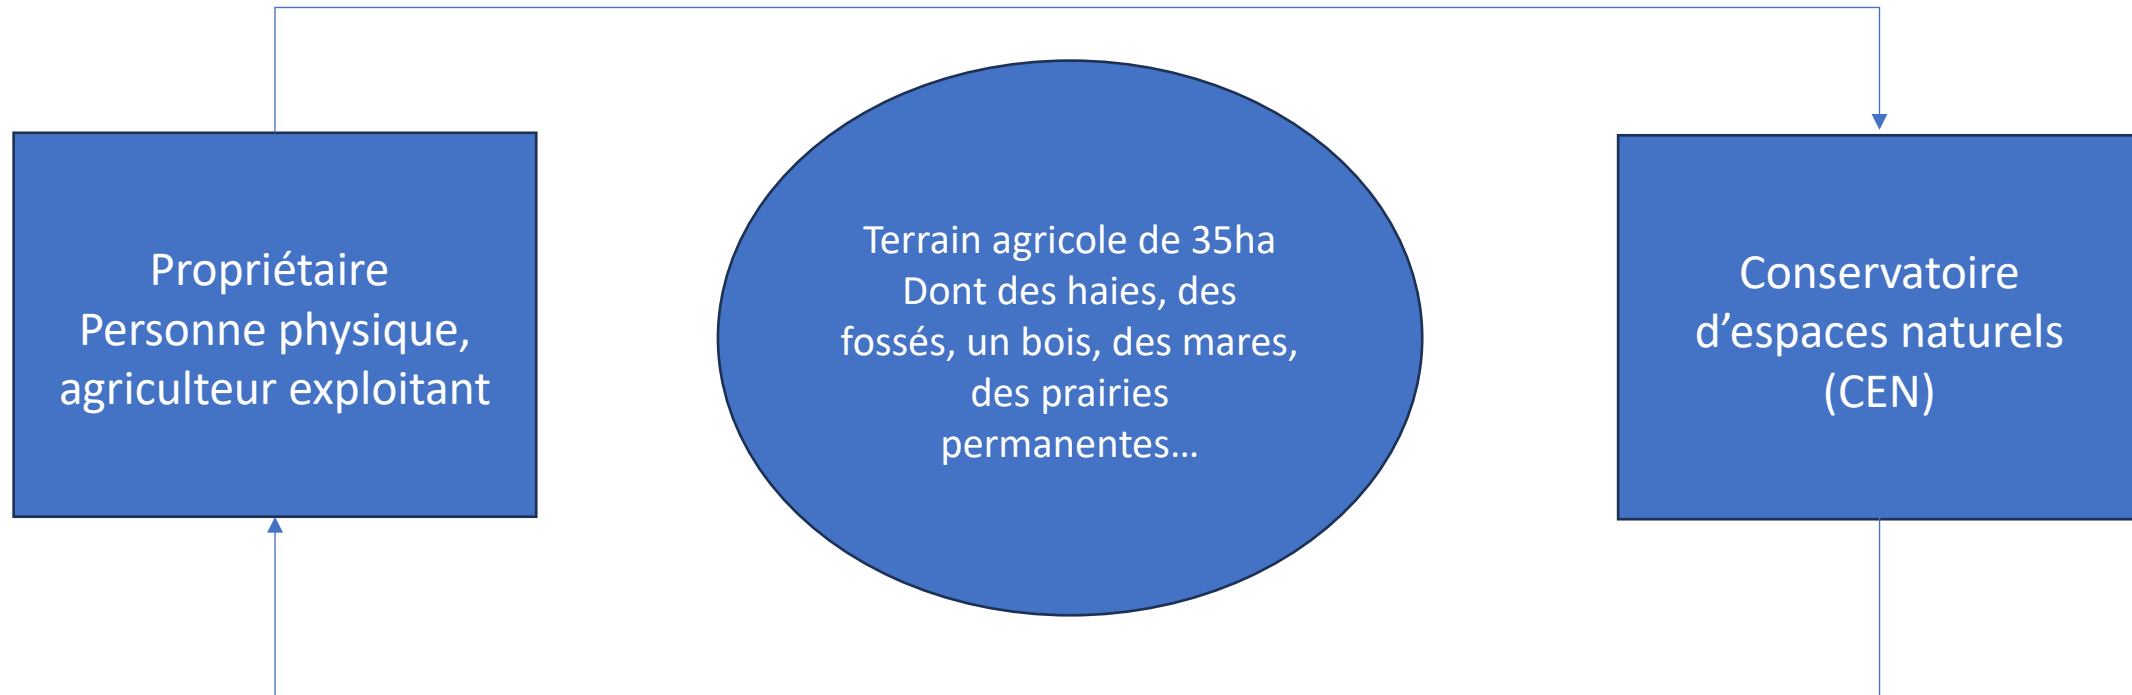 Propriétaire
Personne physique,
agriculteur exploitant
Terrain agricole de 35ha
Dont des haies, des
fossés, un bois, des mares,
des prairies
permanentes…
Conservatoire
d’espaces naturels
(CEN)